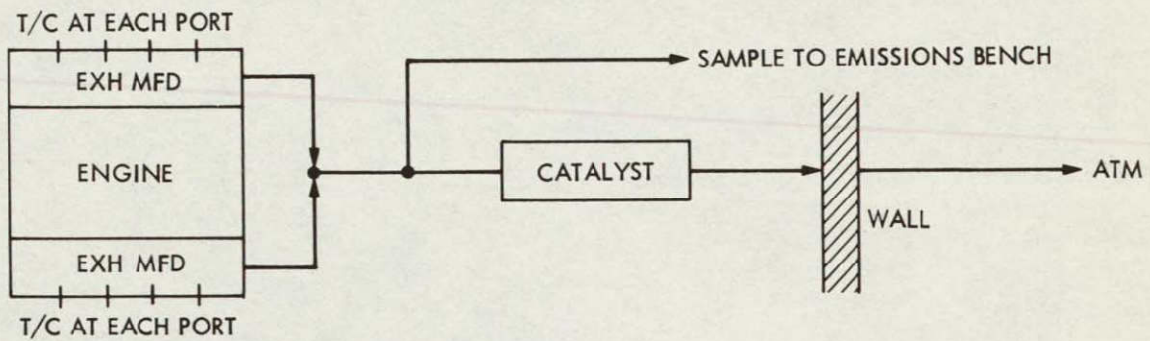 T/C AT EACH PORT
EXH MFD
SAMPLE TO EMISSIONS BENCH
ENGINE
CATALYST
ATM
WALL
EXH MFD
T/C AT EACH PORT